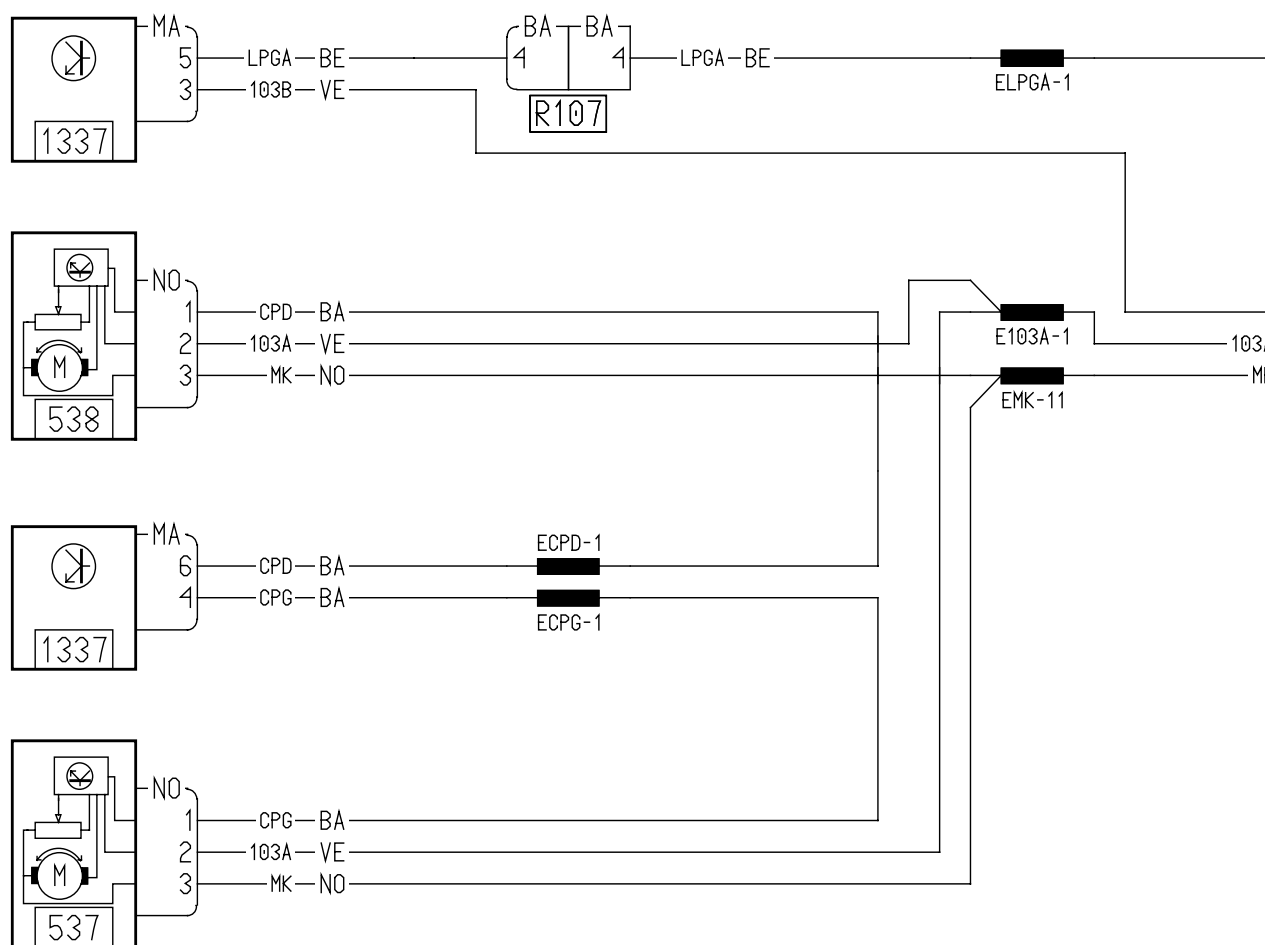 MA BA BA
5 LPGA BE 4 4 LPGA BE
ELPGA-1
3 103B VE
R107
1337
NO
1 CPD BA
2 103A VE E103A-1 103A
M
3 MK NO
EMK-11
538
MA
ECPD-1
6 CPD BA
4 CPG BA
ECPG-1
1337
NO
1 CPG BA
2 103A VE
M
3 MK NO
537